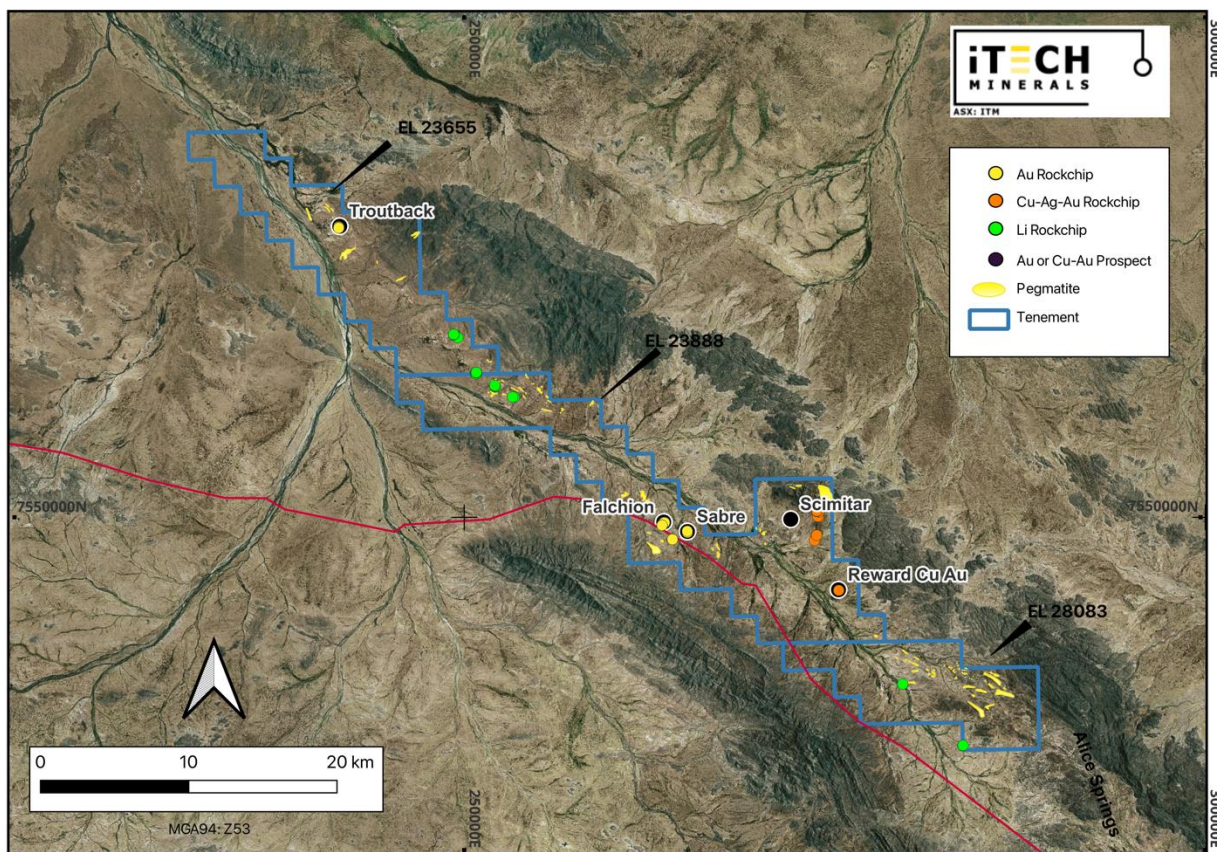 250000E
300000E
iTECH
MINERALS
ASX: ITM
EL 23655
Troutback
Au Rockchip
Cu-Ag-Au Rockchip
Li Rockchip
Au or Cu-Au Prospect
Pegmatite
Tenement
EL 23888
7550000N
Falchion
Sabre
Scimitar
7550000N
Reward Cu Au
EL 28083
Alice Springs
0 10 20 km
MGA94: Z53
250000E
300000E